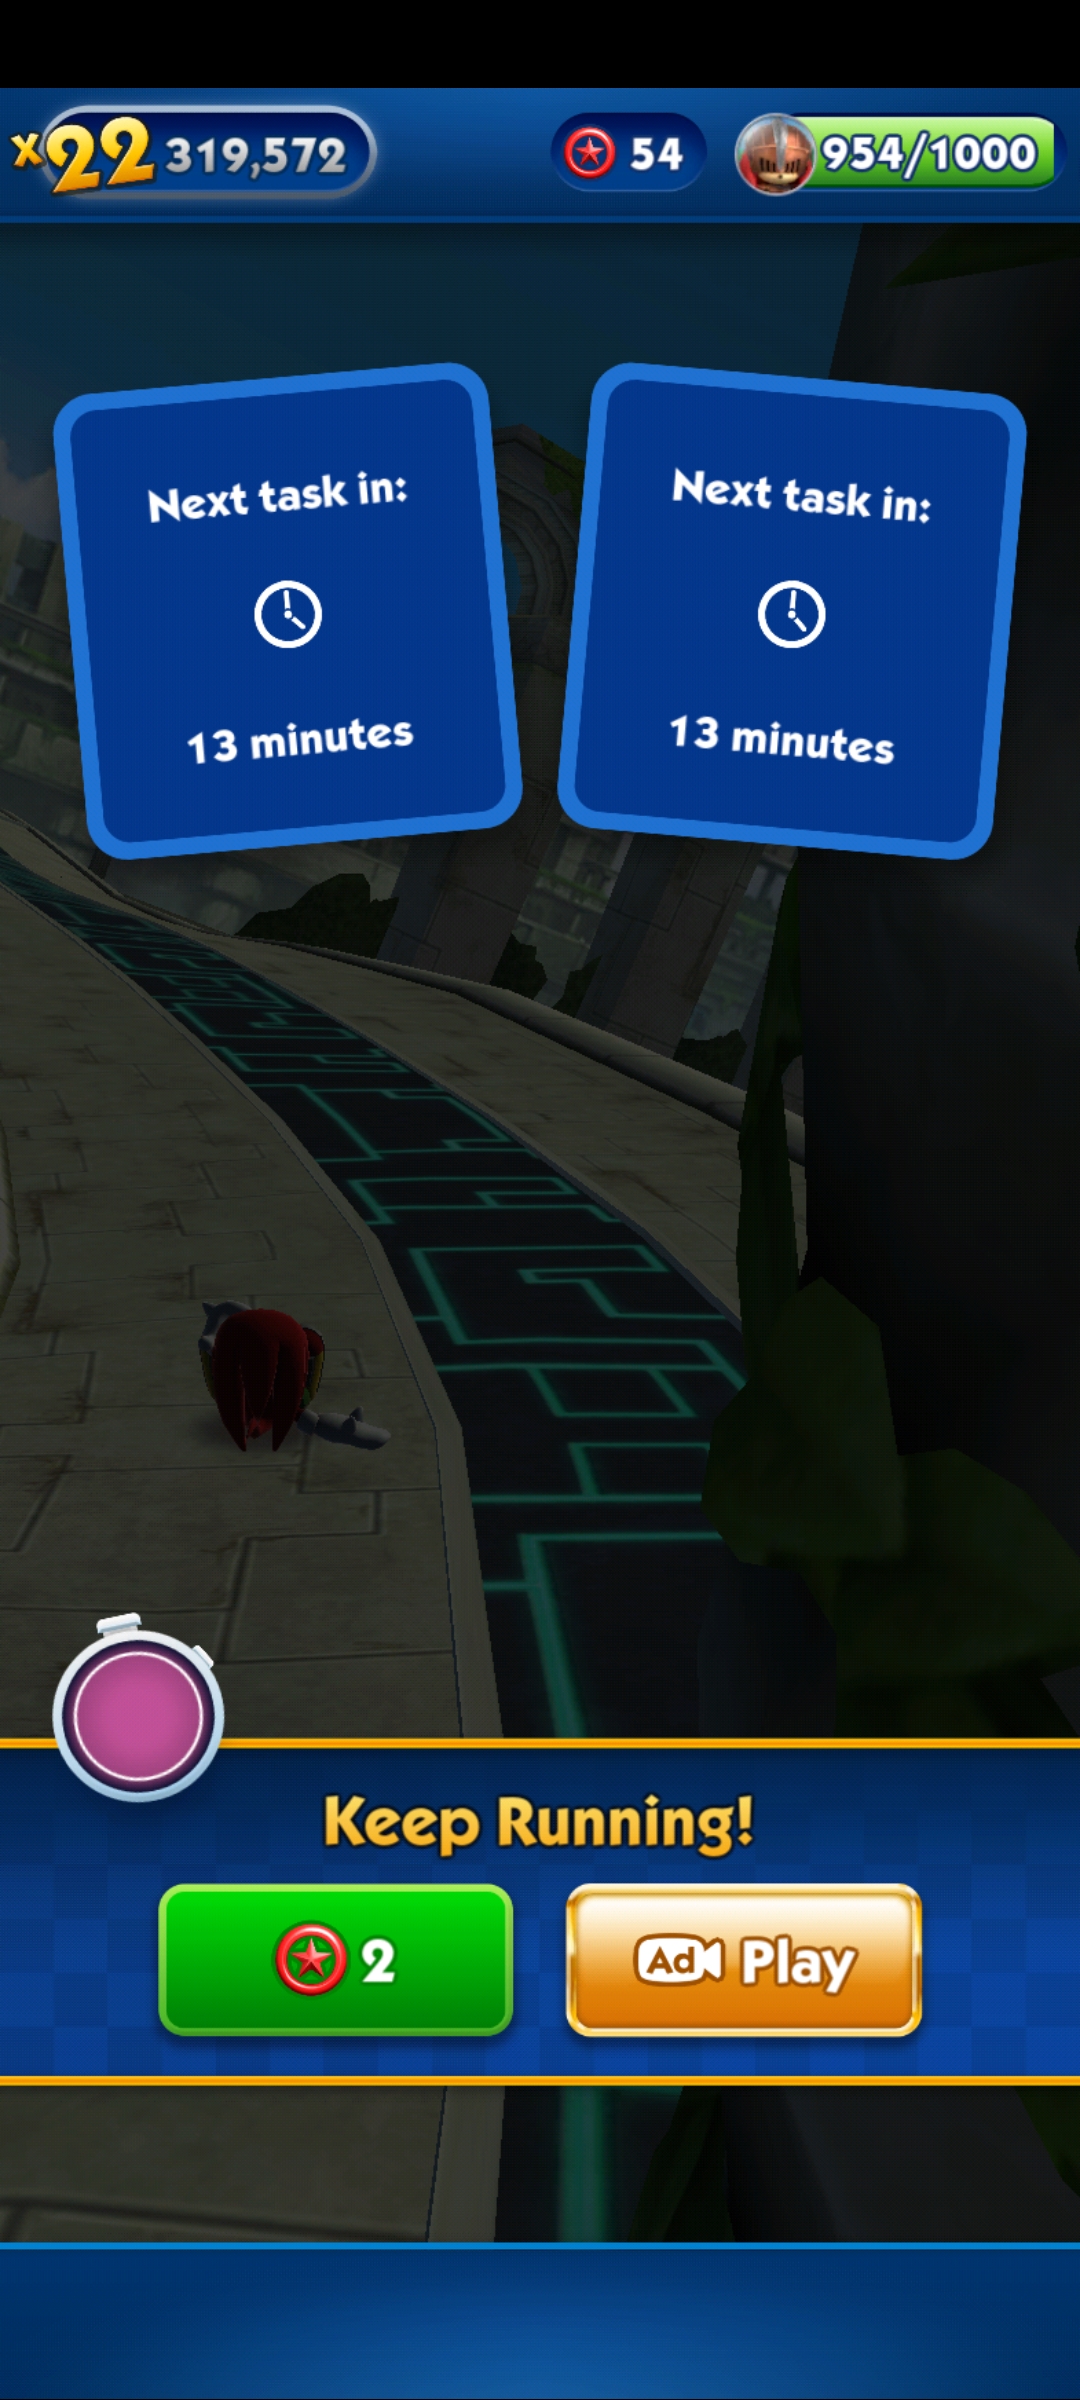 x22 319,572
54
954/1000
Next task in:
13 minutes
Next task in:
13 minutes
Keep Running!
2
Ad Play